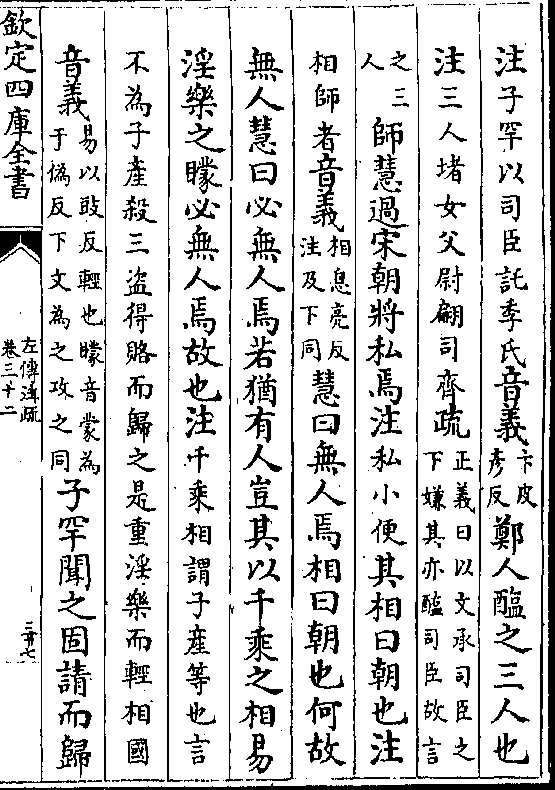 注子罕以司臣託季氏音義卞皮彥反鄭人醢之三人也
注三人堵女父尉翩司齊疏正義曰以文承司臣之下嫌其亦醢司臣故言
之三人師慧過宋朝將私焉注私小便其相曰朝也注
相師者音義相息亮反注及下同慧曰無人焉相曰朝也何故
無人慧曰必無人焉若猶有人豈其以千乘之相易
淫樂之矇必無人焉故也注千乘相謂子產等也言
不為子產殺三盜得賂而歸之是重淫樂而輕相國
音義易以豉反輕也矇音蒙為于偽反下文為之攻之同子罕聞之固請而歸
欽定四庫全書
左傳注疏
卷三十二